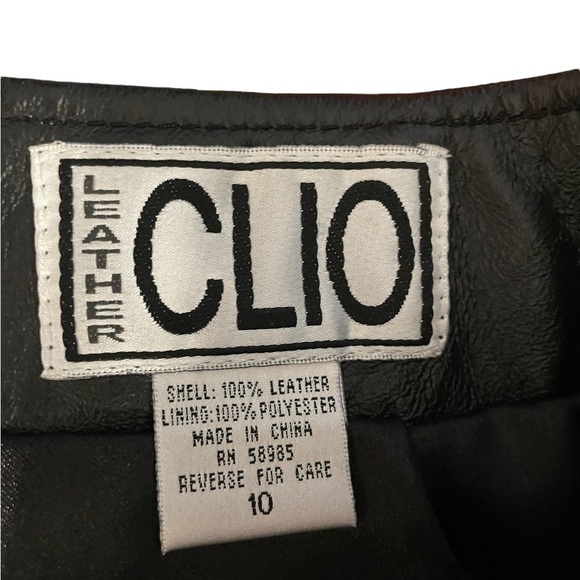 LEATHER
CLIO
SHELL: 100% LEATHER
LINING:100% POLYESTER
MADE IN CHINA
RN 58985
REVERSE FOR CARE
10